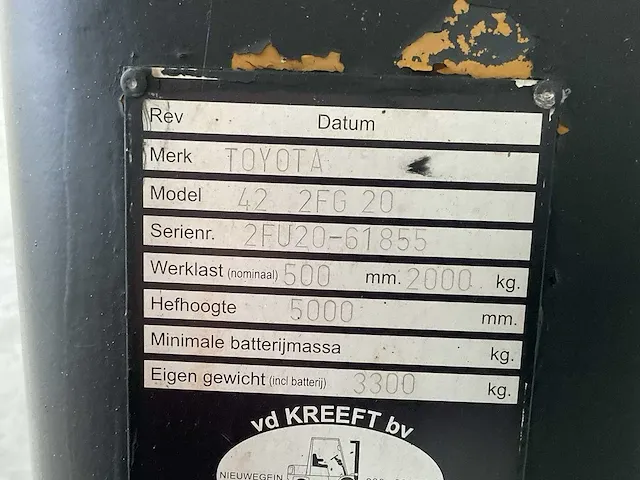 Rev Datum
Merk TOYOTA
Model 42 2FG 20
Serienr. 2FU20-61855
Werklast (nominaal) 500 mm. 2000 kg.
Hefhoogte 5000 mm.
Minimale batterijmassa kg.
Eigen gewicht (incl batterij) 3300 kg.
vd KREEFT bv
NIEUWEGEIN